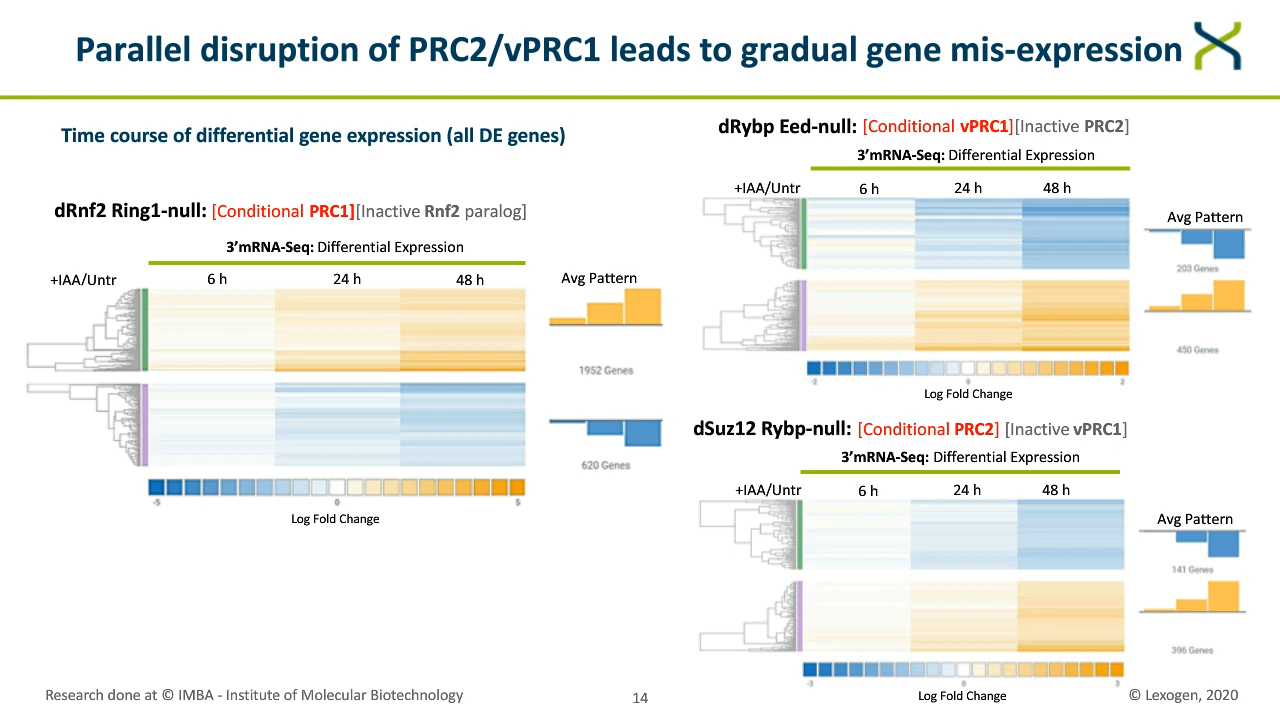 Parallel disruption of PRC2/vPRC1 leads to gradual gene mis-expression
Time course of differential gene expression (all DE genes)
dRnf2 Ring1-null: [Conditional PRC1][Inactive Rnf2 paralog]
3’mRNA-Seq: Differential Expression
+IAA/Untr 6 h 24 h 48 h
Avg Pattern
1952 Genes
620 Genes
-5 0 5
Log Fold Change
dRybp Eed-null: [Conditional vPRC1][Inactive PRC2]
3’mRNA-Seq: Differential Expression
+IAA/Untr 6 h 24 h 48 h
Avg Pattern
203 Genes
450 Genes
-2 0 2
Log Fold Change
dSuz12 Rybp-null: [Conditional PRC2] [Inactive vPRC1]
3’mRNA-Seq: Differential Expression
+IAA/Untr 6 h 24 h 48 h
Avg Pattern
141 Genes
396 Genes
-3 0 3
Log Fold Change
Research done at © IMBA - Institute of Molecular Biotechnology
14
© Lexogen, 2020